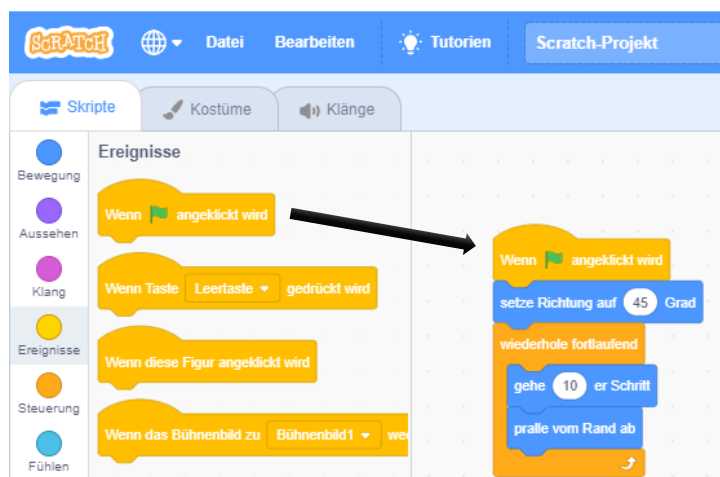 SCRATCH Datei Bearbeiten Tutorien Scratch-Projekt
Skripte Kostüme Klänge
Bewegung
Aussehen
Klang
Ereignisse
Steuerung
Fühlen
Ereignisse
Wenn angeklickt wird
Wenn Taste Leertaste gedrückt wird
Wenn diese Figur angeklickt wird
Wenn das Bühnenbild zu Bühnenbild1 we
Wenn angeklickt wird
setze Richtung auf 45 Grad
wiederhole fortlaufend
gehe 10 er Schritt
pralle vom Rand ab